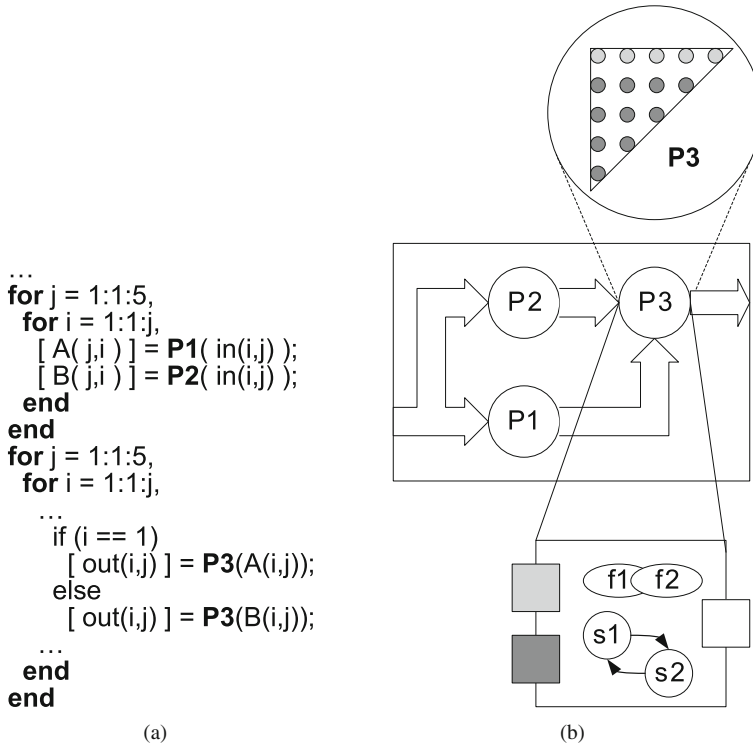 …
for j = 1:1:5,
for i = 1:1:j,
[ A( j,i ) ] = P1( in(i,j) );
[ B( j,i ) ] = P2( in(i,j) );
end
end
for j = 1:1:5,
for i = 1:1:j,
…
if (i == 1)
[ out(i,j) ] = P3(A(i,j));
else
[ out(i,j) ] = P3(B(i,j));
…
end
end
(a)
P3
P2
P3
P1
f1
f2
s1
s2
(b)